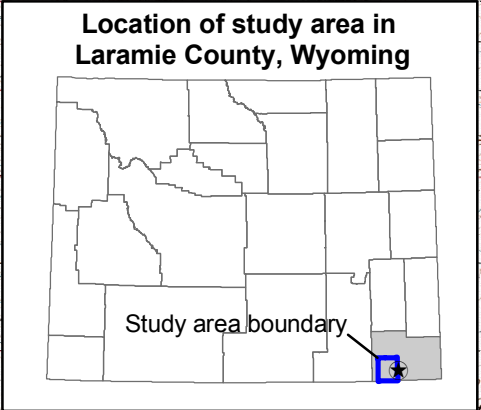 Location of study area in
Laramie County, Wyoming
Study area boundary